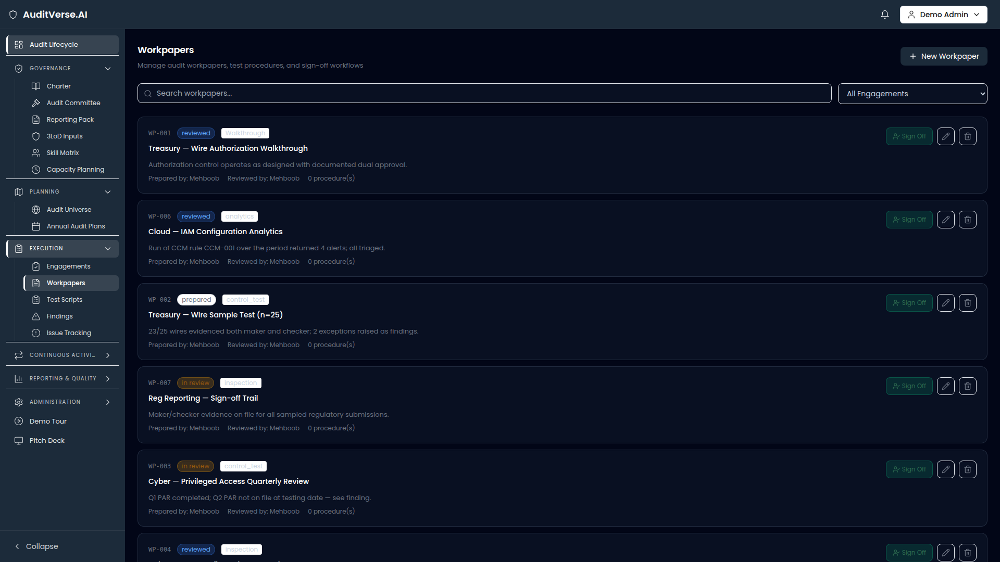 AuditVerse.AI
Demo Admin
Audit Lifecycle
GOVERNANCE
Charter
Audit Committee
Reporting Pack
3LoD Inputs
Skill Matrix
Capacity Planning
PLANNING
Audit Universe
Annual Audit Plans
EXECUTION
Engagements
Workpapers
Test Scripts
Findings
Issue Tracking
CONTINUOUS ACTIVI...
REPORTING & QUALITY
ADMINISTRATION
Demo Tour
Pitch Deck
Collapse
Workpapers
Manage audit workpapers, test procedures, and sign-off workflows
New Workpaper
Search workpapers...
All Engagements
WP-001 reviewed Walkthrough
Sign Off
Treasury — Wire Authorization Walkthrough
Authorization control operates as designed with documented dual approval.
Prepared by: Mehboob Reviewed by: Mehboob 0 procedure(s)
WP-006 reviewed analytics
Sign Off
Cloud — IAM Configuration Analytics
Run of CCM rule CCM-001 over the period returned 4 alerts; all triaged.
Prepared by: Mehboob Reviewed by: Mehboob 0 procedure(s)
WP-002 prepared control_test
Sign Off
Treasury — Wire Sample Test (n=25)
23/25 wires evidenced both maker and checker; 2 exceptions raised as findings.
Prepared by: Mehboob Reviewed by: Mehboob 0 procedure(s)
WP-007 in review inspection
Sign Off
Reg Reporting — Sign-off Trail
Maker/checker evidence on file for all sampled regulatory submissions.
Prepared by: Mehboob Reviewed by: Mehboob 0 procedure(s)
WP-003 in review control_test
Sign Off
Cyber — Privileged Access Quarterly Review
Q1 PAR completed; Q2 PAR not on file at testing date — see finding.
Prepared by: Mehboob Reviewed by: Mehboob 0 procedure(s)
WP-004 reviewed inspection
Sign Off